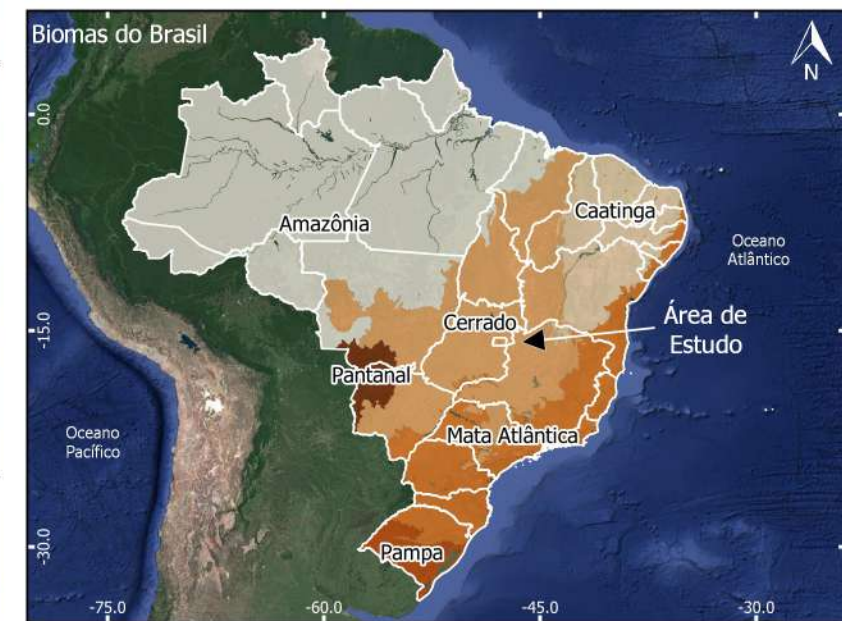 Biomas do Brasil
N
0.0
Amazônia
Caatinga
Oceano
Atlântico
-15.0
Cerrado
Área de
Estudo
Pantanal
Oceano
Pacífico
Mata Atlântica
-30.0
Pampa
-75.0
-60.0
-45.0
-30.0